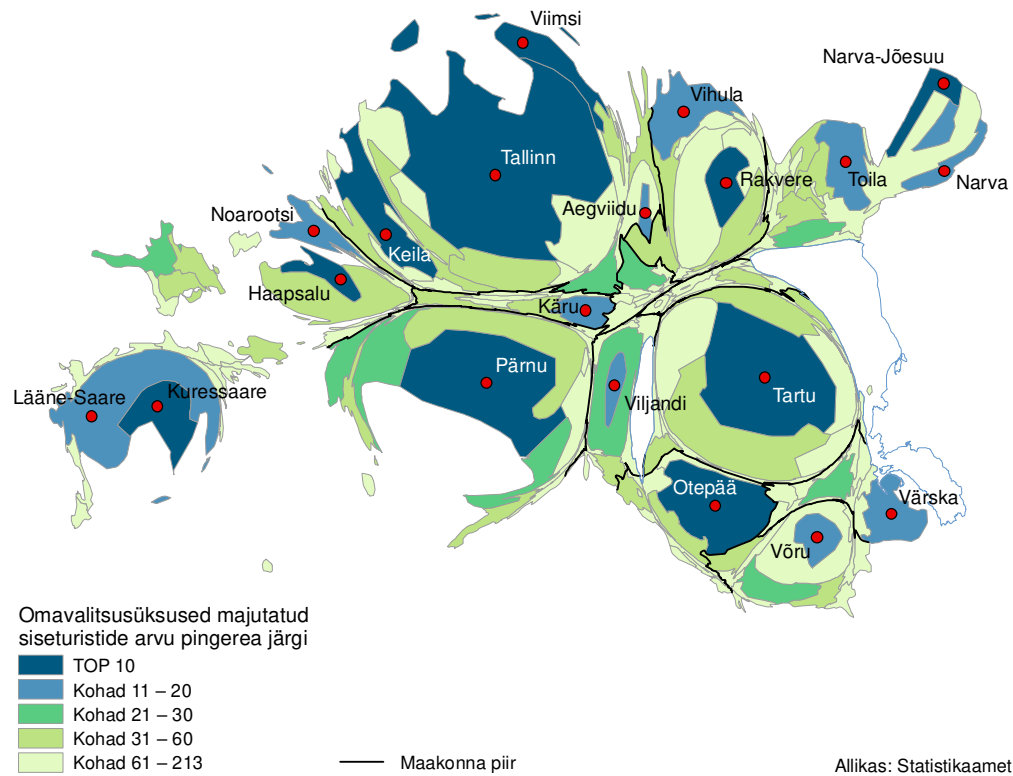 Viimsi
Narva-Jõesuu
Vihula
Tallinn
Rakvere
Toila
Narva
Aegviidu
Noarootsi
Keila
Haapsalu
Käru
Pärnu
Kuressaare
Lääne-Saare
Viljandi
Tartu
Otepää
Värska
Võru
Omavalitsusüksused majutatud
siseturistide arvu pingerea järgi
TOP 10
Kohad 11 – 20
Kohad 21 – 30
Kohad 31 – 60
Kohad 61 – 213
Maakonna piir
Allikas: Statistikaamet